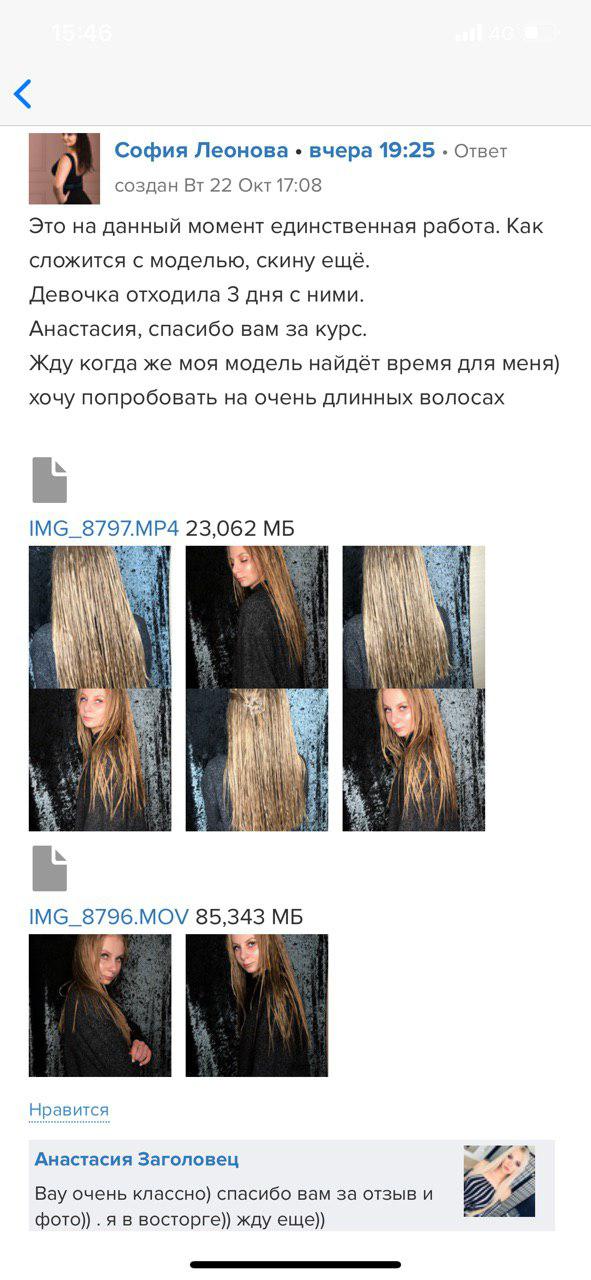 15:46
4G
София Леонова • вчера 19:25 • Ответ
создан Вт 22 Окт 17:08
Это на данный момент единственная работа. Как
сложится с моделью, скину ещё.
Девочка отходила 3 дня с ними.
Анастасия, спасибо вам за курс.
Жду когда же моя модель найдёт время для меня)
хочу попробовать на очень длинных волосах
IMG_8797.MP4 23,062 МБ
IMG_8796.MOV 85,343 МБ
Нравится
Анастасия Заголовец
Вау очень классно) спасибо вам за отзыв и
фото)) . я в восторге)) жду еще))